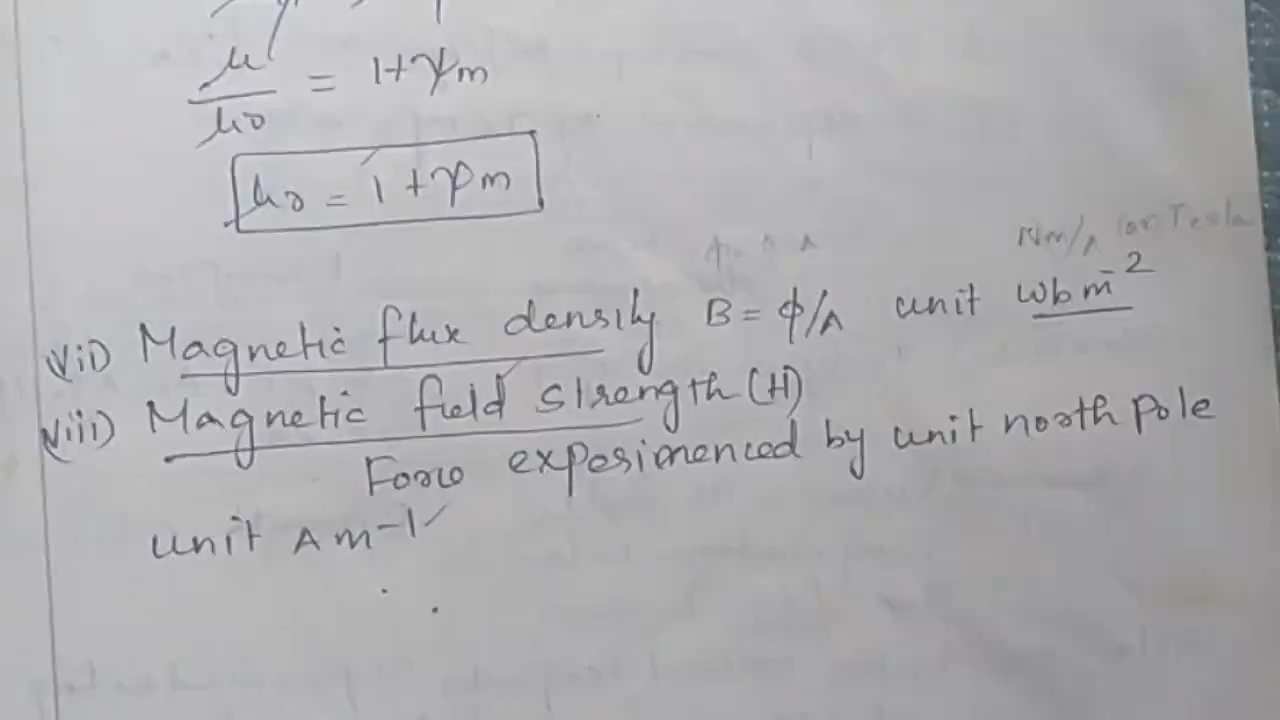 μ/μ0 = 1+χm
μr = 1+χm
Nm/A (or Tesla
vii) Magnetic flux density B = ϕ/A unit wbm-2
viii) Magnetic field strength (H)
Force experimenced by unit north pole
unit Am-1